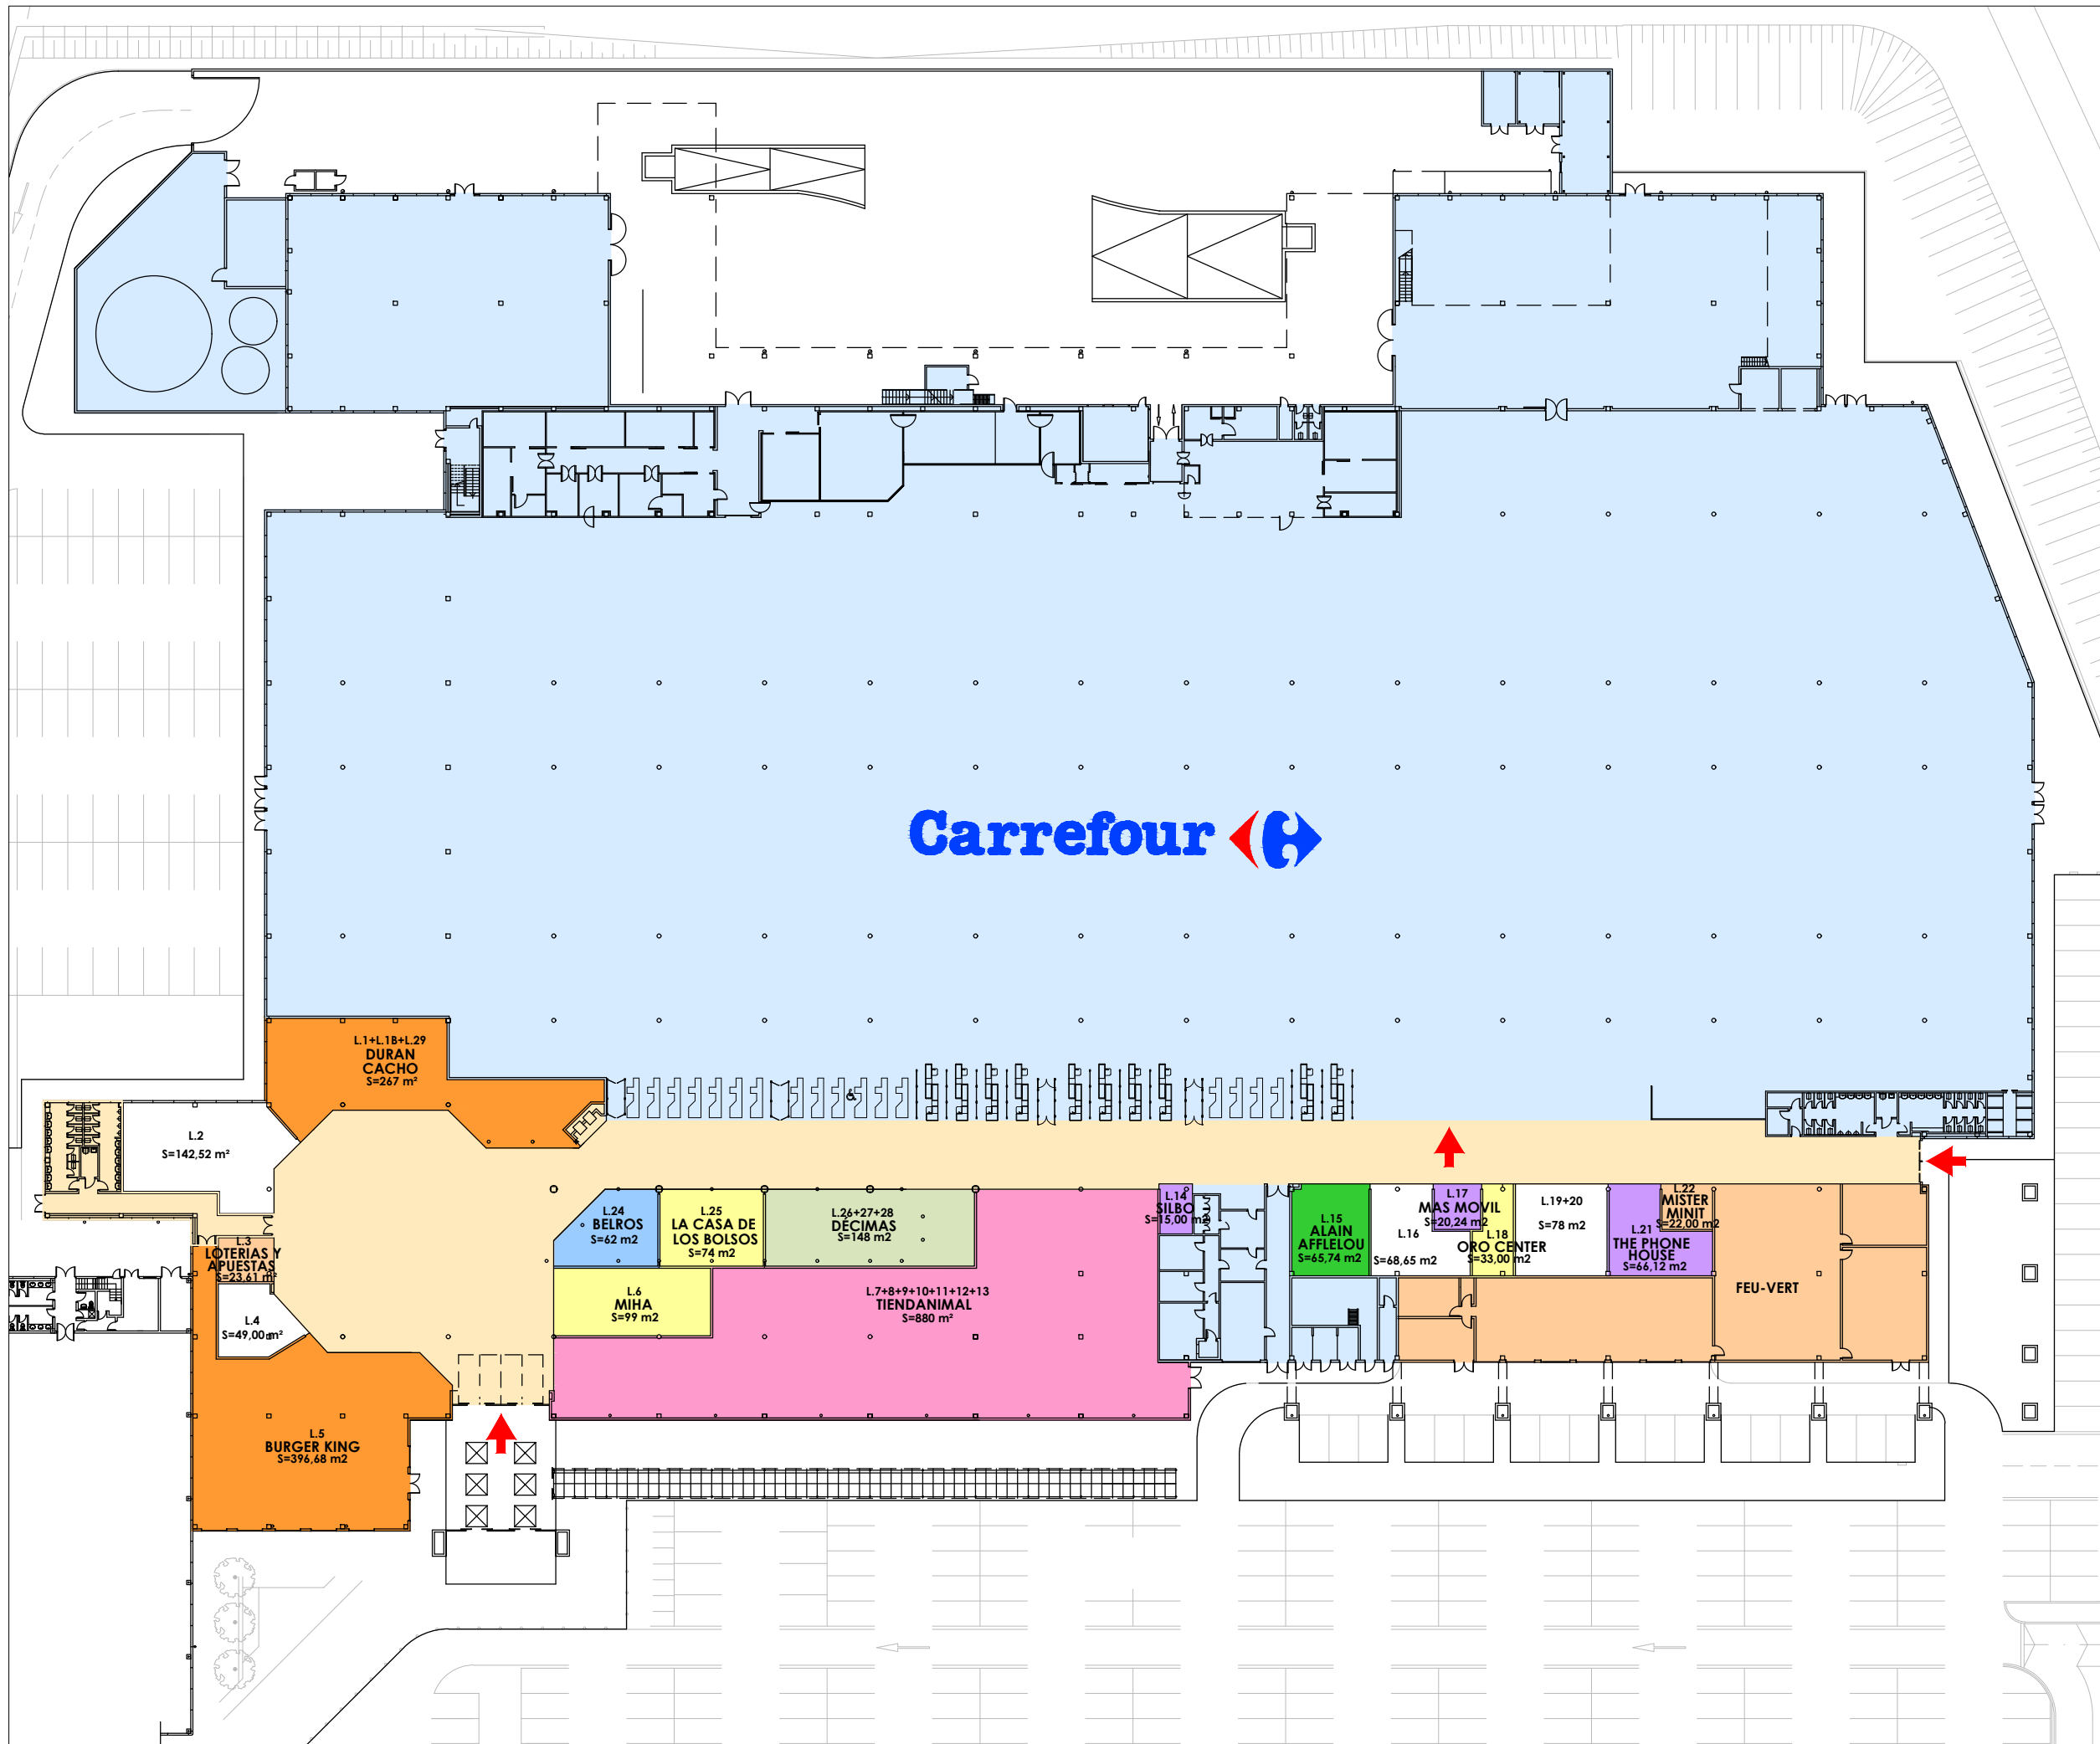 Carrefour
L.1+L.1B+L.29
DURAN
CACHO
S=267 m²
L.2
S=142,52 m²
L.3
LOTERIAS Y
APUESTAS
S=23,61 m²
L.4
S=49,00 m²
L.5
BURGER KING
S=396,68 m2
L.24
BELROS
S=62 m2
L.25
LA CASA DE
LOS BOLSOS
S=74 m2
L.26+27+28
DÉCIMAS
S=148 m2
L.6
MIHA
S=99 m2
L.7+8+9+10+11+12+13
TIENDANIMAL
S=880 m²
L.14
SILBO
S=15,00 m2
L.15
ALAIN
AFFLELOU
S=65,74 m2
L.16
S=68,65 m2
L.17
MAS MOVIL
S=20,24 m2
L.18
ORO CENTER
S=33,00 m2
L.19+20
S=78 m2
L.21
THE PHONE
HOUSE
S=66,12 m2
L.22
MISTER
MINIT
S=22,00 m2
FEU-VERT